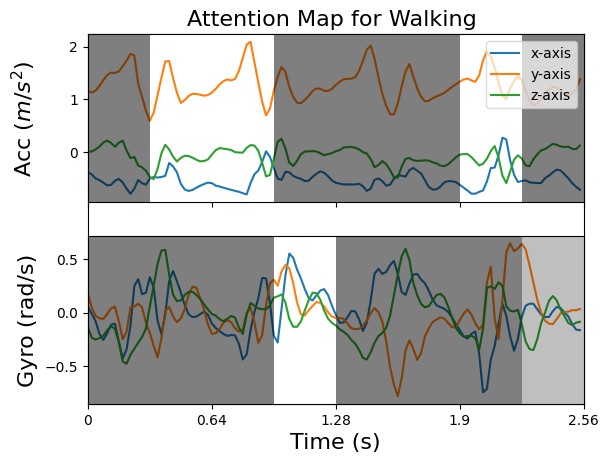 Attention Map for Walking
Acc (m/s²)
2
1
0
x-axis
y-axis
z-axis
Gyro (rad/s)
0.5
0.0
−0.5
0
0.64
1.28
1.9
2.56
Time (s)